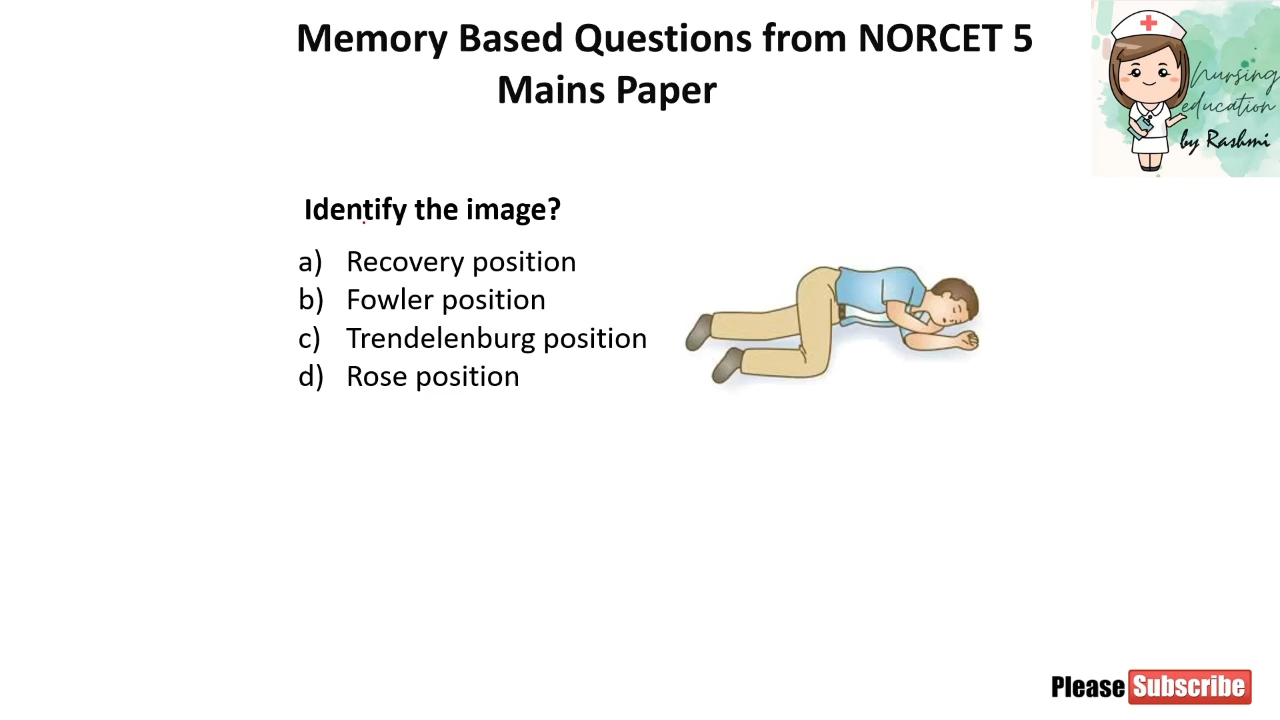 Memory Based Questions from NORCET 5
Mains Paper
Nursing
education
by Rashmi
Identify the image?
a) Recovery position
b) Fowler position
c) Trendelenburg position
d) Rose position
Please Subscribe